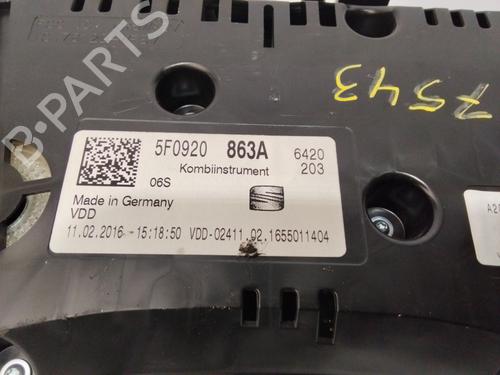 B-PARTS
7543
5F0920 863A 6420
Kombiinstrument 203
06S
Made in Germany
VDD
11.02.2016 - 15:18:50 VDD-02411.02.1655011404